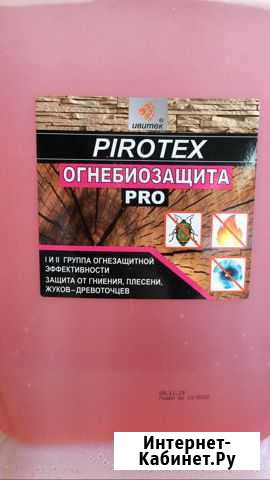 ИВИТЕК ®
PIROTEX
ОГНЕБИОЗАЩИТА
PRO
I И II ГРУППА ОГНЕЗАЩИТНОЙ
ЭФФЕКТИВНОСТИ
ЗАЩИТА ОТ ГНИЕНИЯ, ПЛЕСЕНИ,
ЖУКОВ-ДРЕВОТОЧЦЕВ
Интернет-
Кабинет.Ру